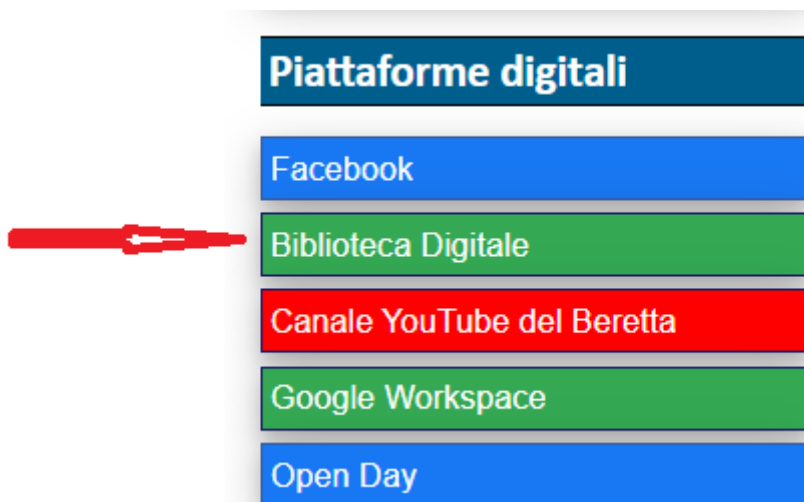 Piattaforme digitali
Facebook
Biblioteca Digitale
Canale YouTube del Beretta
Google Workspace
Open Day